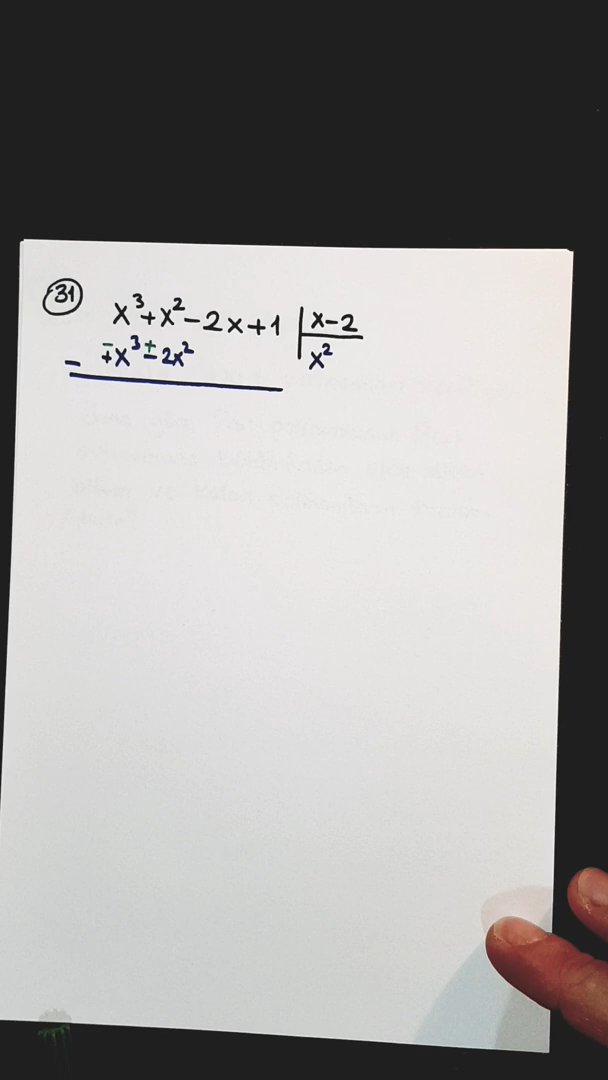 31
x³+x²-2x+1 | x-2
- ∓x³±2x² | x²